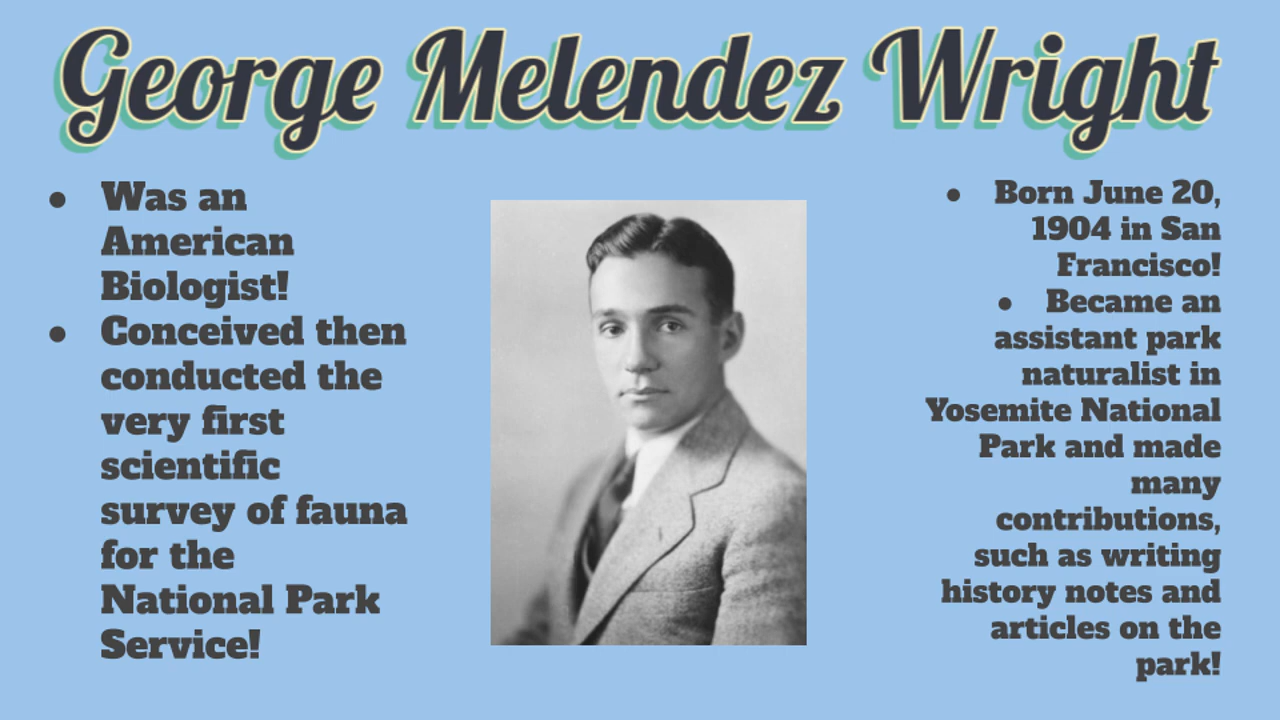 George Melendez Wright
● Was an
American
Biologist!
● Conceived then
conducted the
very first
scientific
survey of fauna
for the
National Park
Service!
● Born June 20,
1904 in San
Francisco!
● Became an
assistant park
naturalist in
Yosemite National
Park and made
many
contributions,
such as writing
history notes and
articles on the
park!